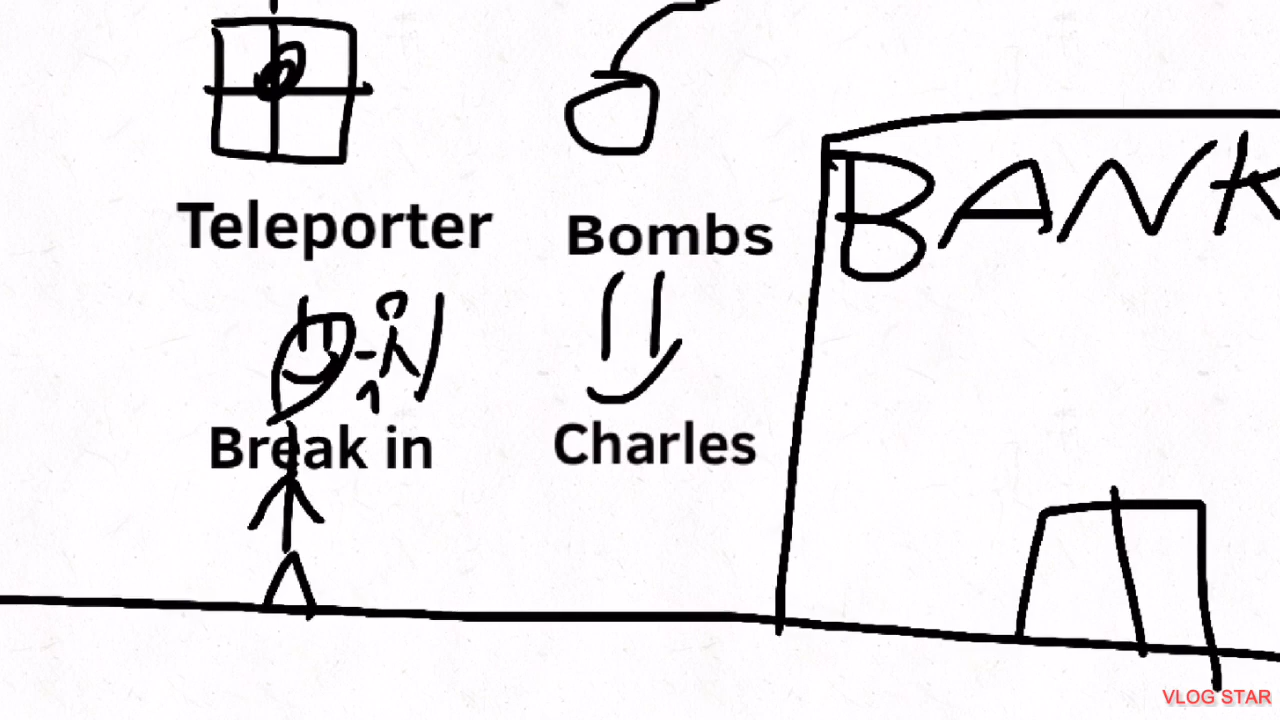 Teleporter
Bombs
BANK
Break in
Charles
VLOG STAR